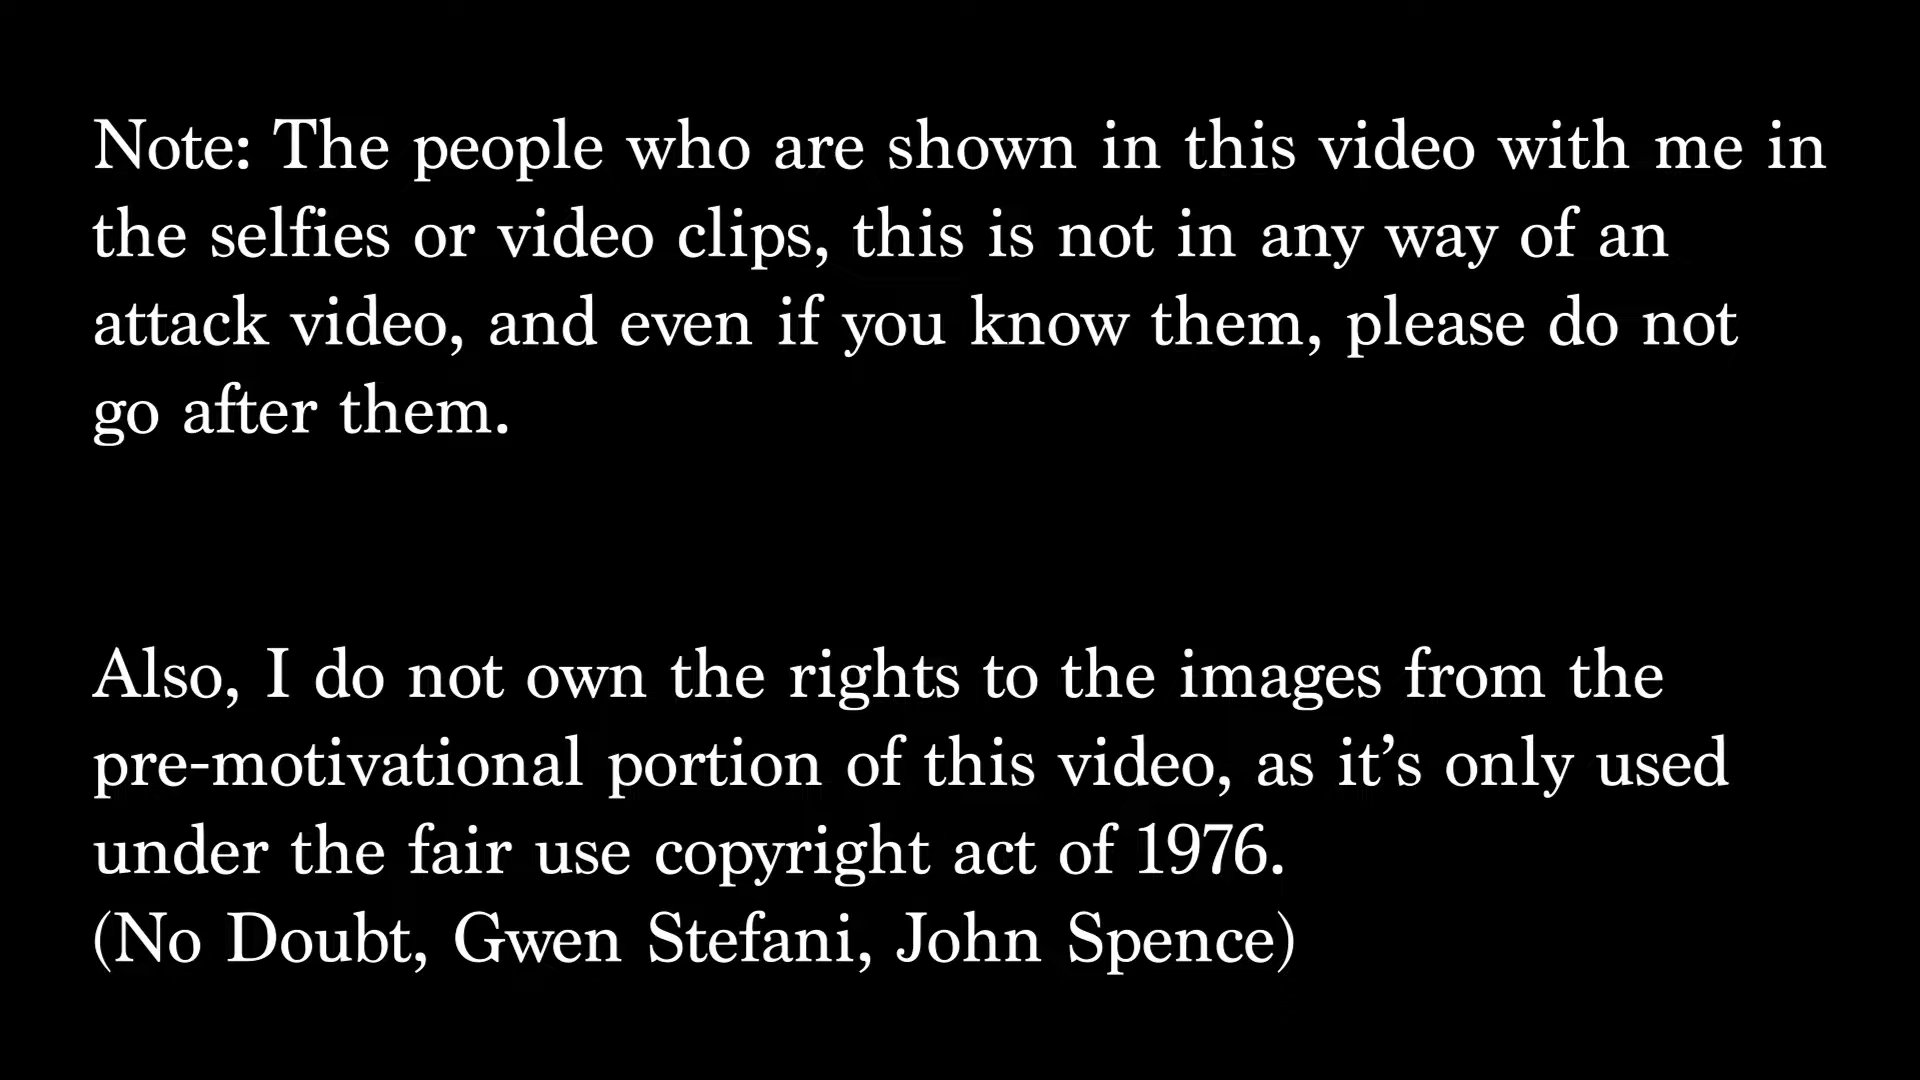 Note: The people who are shown in this video with me in
the selfies or video clips, this is not in any way of an
attack video, and even if you know them, please do not
go after them.
Also, I do not own the rights to the images from the
pre-motivational portion of this video, as it’s only used
under the fair use copyright act of 1976.
(No Doubt, Gwen Stefani, John Spence)